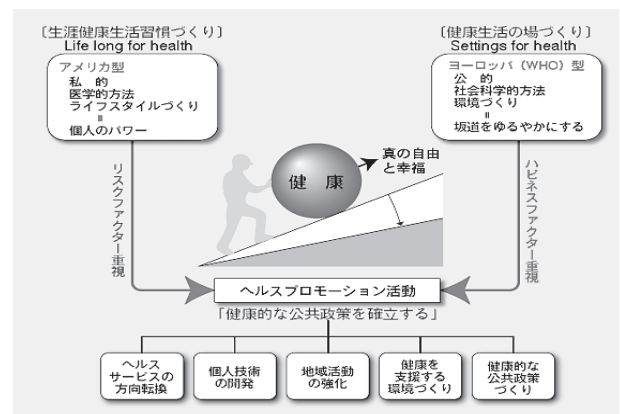 〔生涯健康生活習慣づくり〕
Life long for health
アメリカ型
私　的
医学的方法
ライフスタイルづくり
=
個人のパワー
〔健康生活の場づくり〕
Settings for health
ヨーロッパ（WHO）型
公　的
社会科学的方法
環境づくり
=
坂道をゆるやかにする
リスクファクター重視
健　康
真の自由
と幸福
ハピネスファクター重視
ヘルスプロモーション活動
「健康的な公共政策を確立する」
ヘルス
サービスの
方向転換
個人技術
の開発
地域活動
の強化
健康を
支援する
環境づくり
健康的な
公共政策
づくり